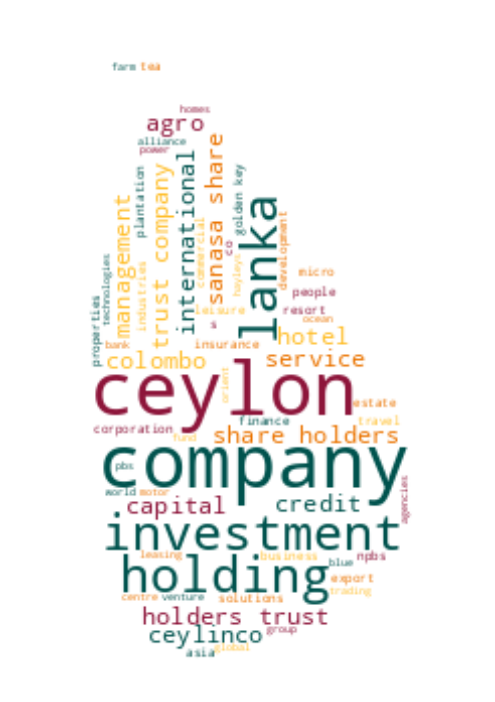 farm tea
homes
agro
alliance
power
plantation
management
trust company
international
sanasa share
commercial
golden key
co
lanka
hayleys
development
technologies
properties
industries
micro
people
leisure
resort
s
ocean
bank
insurance
hotel
colombo
service
ceylon
orient
estate
corporation
finance
travel
fund
share holders
company
pbs
world motor
capital
credit
agencies
investment
leasing
business
blue
npbs
holding
export
trading
centre venture solutions
holders trust
ceylinco
group
asia
global